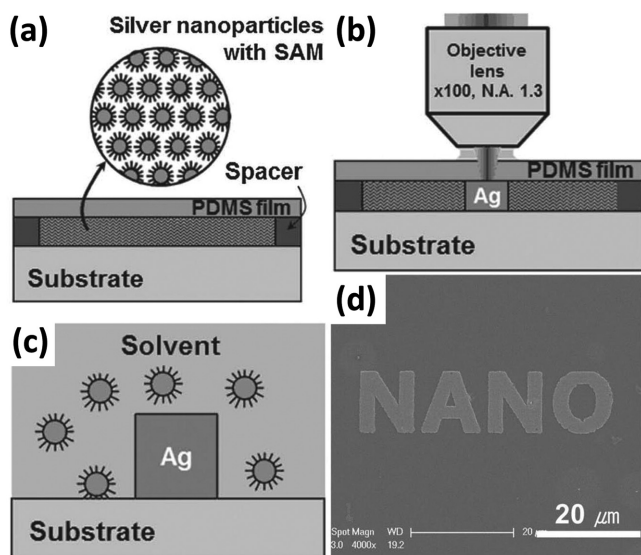 (a)
Silver nanoparticles
with SAM
Spacer
PDMS film
Substrate
(b)
Objective
lens
x100, N.A. 1.3
PDMS film
Ag
Substrate
(c)
Solvent
Ag
Substrate
(d)
NANO
20 μm
Spot Magn WD 20
3.0 4000x 19.2